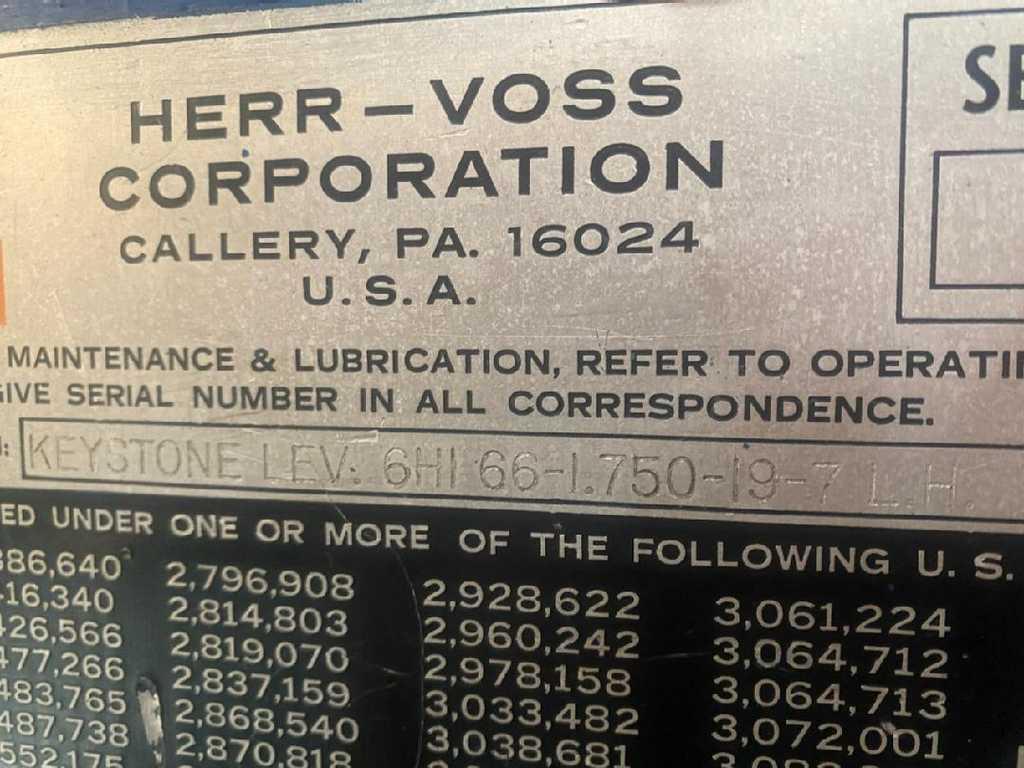 HERR-VOSS
CORPORATION
CALLERY, PA. 16024
U.S.A.
MAINTENANCE & LUBRICATION, REFER TO
SERIAL NUMBER IN ALL CORRESPONDENCE.
KEYSTONE LEV: 6HI 66-1.750-19-7 L.H.
UNDER ONE OR MORE OF THE FOLLOWING U.S.
2,796,908 2,928,622 3,061,224
2,814,803 2,960,242 3,064,712
2,819,070 2,978,158 3,064,713
2,837,159 3,033,482 3,072,001
2,868,540 3,038,681
2,870,818